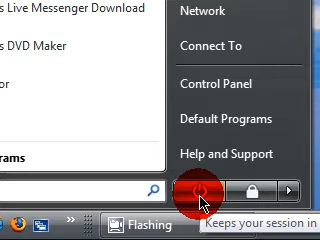 s Live Messenger Download
Network
s DVD Maker
Connect To
or
Control Panel
Default Programs
Help and Support
rams
Flashing
Keeps your session in